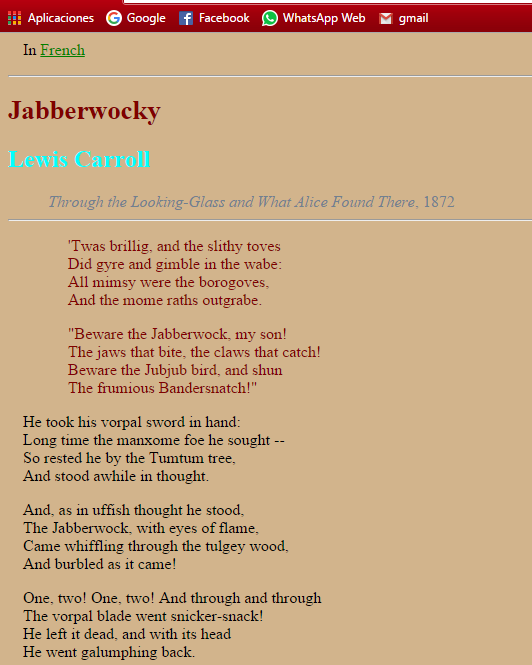 Aplicaciones Google Facebook WhatsApp Web gmail
In French
Jabberwocky
Lewis Carroll
Through the Looking-Glass and What Alice Found There, 1872
'Twas brillig, and the slithy toves
Did gyre and gimble in the wabe:
All mimsy were the borogoves,
And the mome raths outgrabe.
"Beware the Jabberwock, my son!
The jaws that bite, the claws that catch!
Beware the Jubjub bird, and shun
The frumious Bandersnatch!"
He took his vorpal sword in hand:
Long time the manxome foe he sought --
So rested he by the Tumtum tree,
And stood awhile in thought.
And, as in uffish thought he stood,
The Jabberwock, with eyes of flame,
Came whiffling through the tulgey wood,
And burbled as it came!
One, two! One, two! And through and through
The vorpal blade went snicker-snack!
He left it dead, and with its head
He went galumphing back.